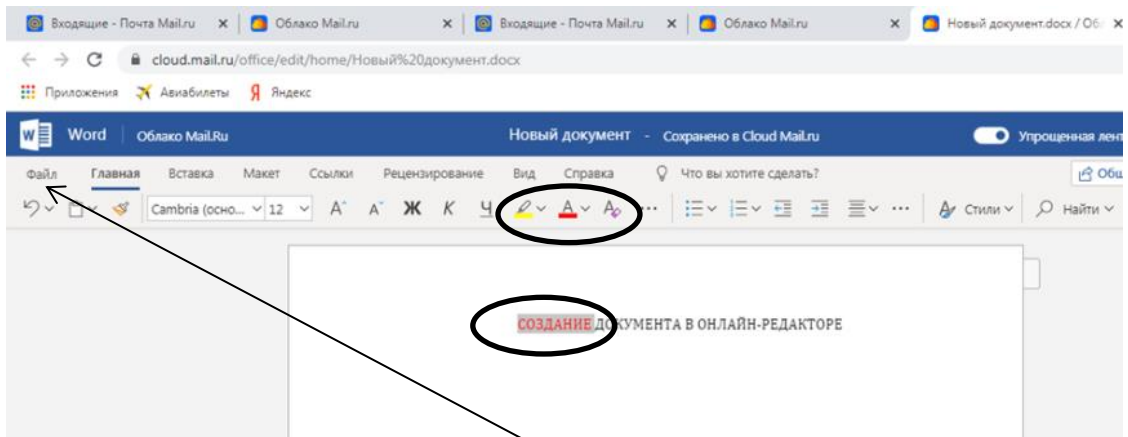 Входящие - Почта Mail.ru Облако Mail.ru Входящие - Почта Mail.ru Облако Mail.ru Новый документ.docx / Об
cloud.mail.ru/office/edit/home/Новый%20документ.docx
Приложения Авиабилеты Яндекс
Word Облако Mail.Ru Новый документ - Сохранено в Cloud Mail.ru Упрощенная лент
Файл Главная Вставка Макет Ссылки Рецензирование Вид Справка Что вы хотите сделать? Общ
Cambria (осно... 12 A A Ж К Ч A A ... ... Стили Найти
СОЗДАНИЕ ДОКУМЕНТА В ОНЛАЙН-РЕДАКТОРЕ